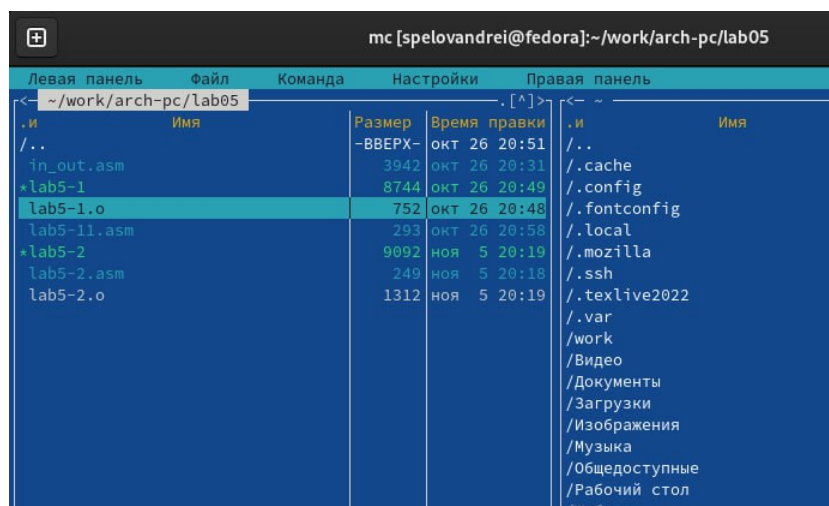 mc [spelovandrei@fedora]:~/work/arch-pc/lab05
Левая панель Файл Команда Настройки Правая панель
<— ~/work/arch-pc/lab05 .[^]>
.и Имя Размер Время правки
/.. -ВВЕРХ- окт 26 20:51
in_out.asm 3942 окт 26 20:31
*lab5-1 8744 окт 26 20:49
lab5-1.o 752 окт 26 20:48
lab5-11.asm 293 окт 26 20:58
*lab5-2 9092 ноя 5 20:19
lab5-2.asm 249 ноя 5 20:18
lab5-2.o 1312 ноя 5 20:19
<— ~
.и Имя
/..
/.cache
/.config
/.fontconfig
/.local
/.mozilla
/.ssh
/.texlive2022
/.var
/work
/Видео
/Документы
/Загрузки
/Изображения
/Музыка
/Общедоступные
/Рабочий стол